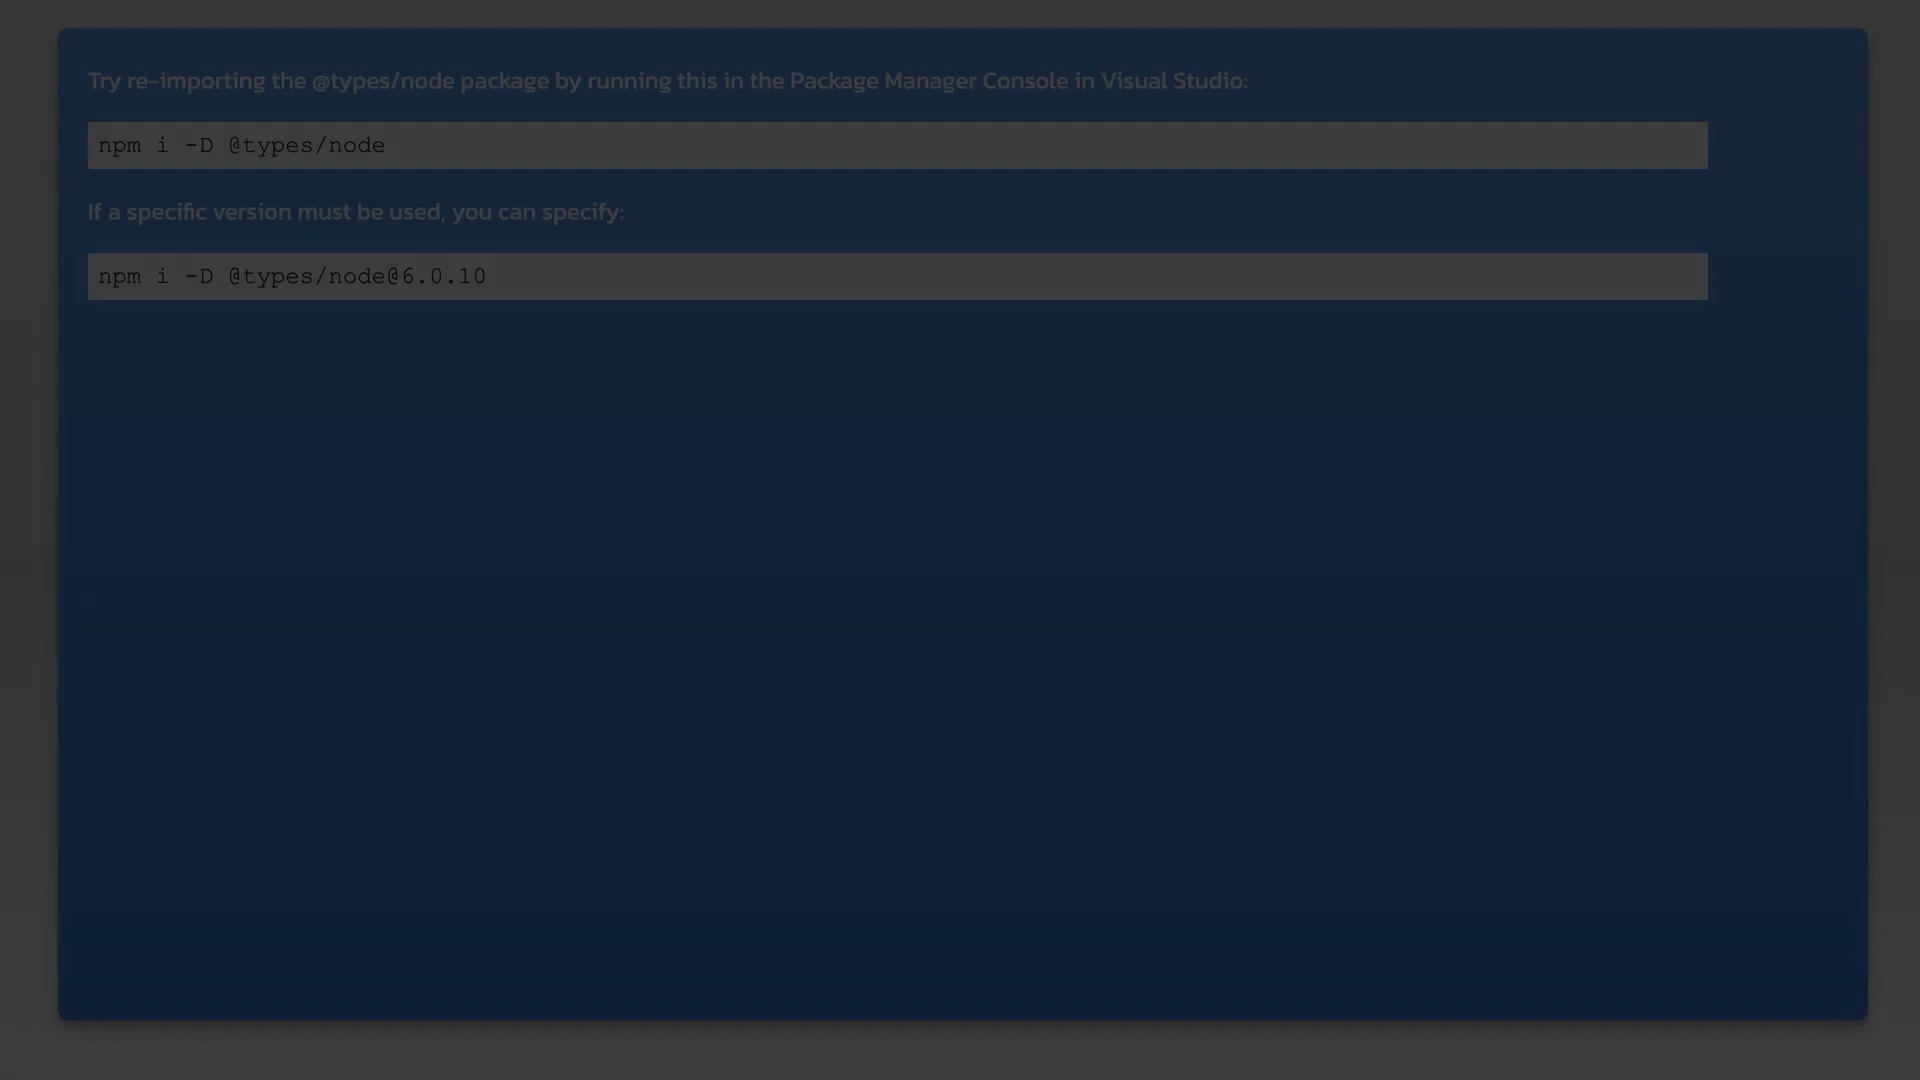 Try re-importing the @types/node package by running this in the Package Manager Console in Visual Studio:
npm i -D @types/node
If a specific version must be used, you can specify:
npm i -D @types/node@6.0.10